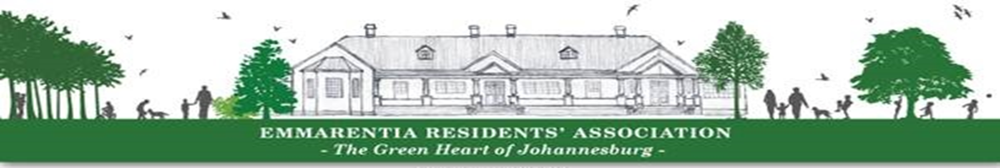 EMMARENTIA RESIDENTS' ASSOCIATION
- The Green Heart of Johannesburg -